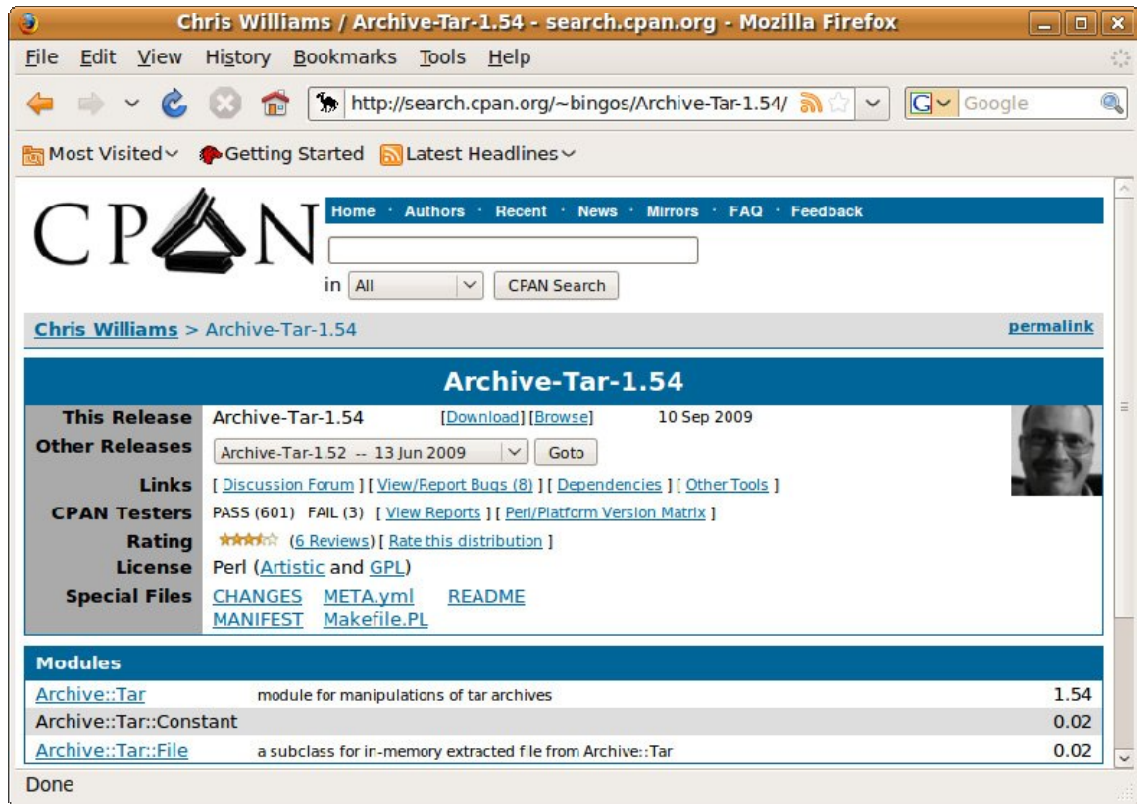 Chris Williams / Archive-Tar-1.54 - search.cpan.org - Mozilla Firefox
File Edit View History Bookmarks Tools Help
http://search.cpan.org/~bingos/Archive-Tar-1.54/ G Google
Most Visited Getting Started Latest Headlines
CPAN
Home · Authors · Recent · News · Mirrors · FAQ · Feedback
in All CPAN Search
Chris Williams > Archive-Tar-1.54 permalink
Archive-Tar-1.54
This Release Archive-Tar-1.54 [Download][Browse] 10 Sep 2009
Other Releases Archive-Tar-1.52 -- 13 Jun 2009 Goto
Links [ Discussion Forum ] [ View/Report Bugs (8) ] [ Dependencies ] [ Other Tools ]
CPAN Testers PASS (601) FAIL (3) [ View Reports ] [ Perl/Platform Version Matrix ]
Rating (6 Reviews) [ Rate this distribution ]
License Perl (Artistic and GPL)
Special Files CHANGES META.yml README
MANIFEST Makefile.PL
Modules
Archive::Tar module for manipulations of tar archives 1.54
Archive::Tar::Constant 0.02
Archive::Tar::File a subclass for in-memory extracted file from Archive::Tar 0.02
Done